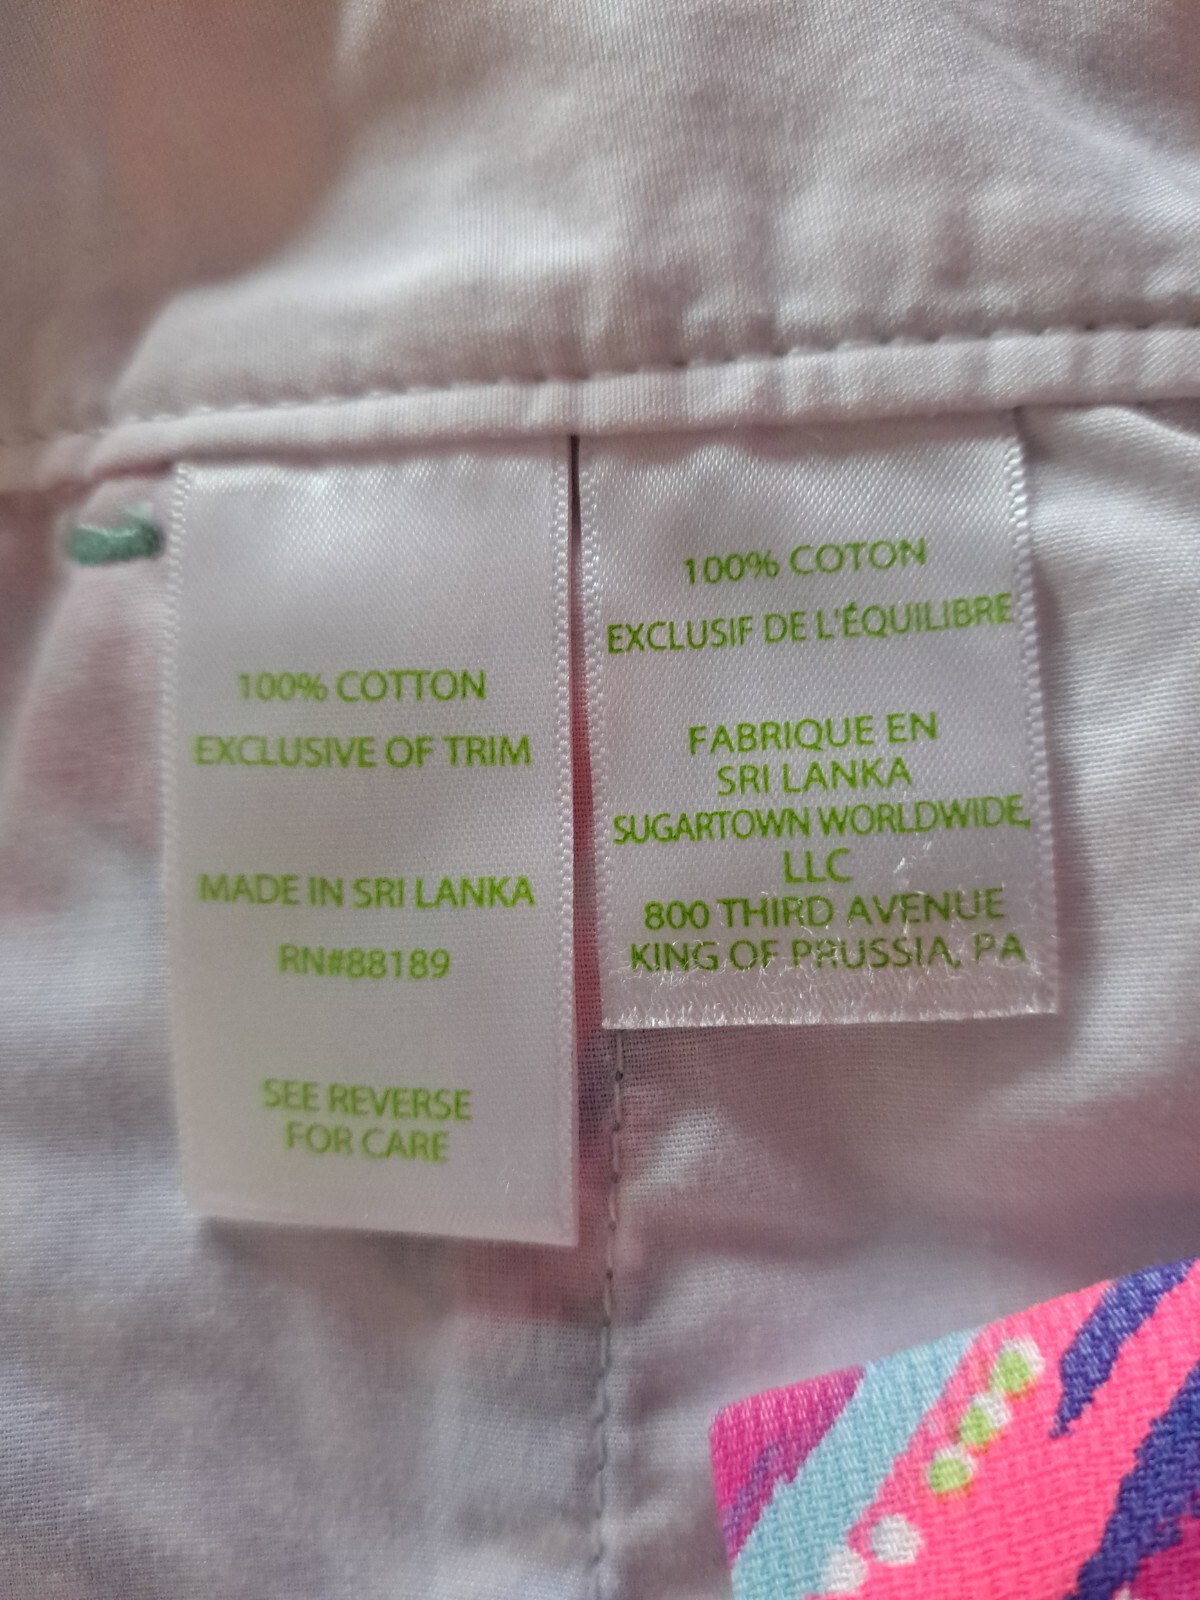 100% COTTON
EXCLUSIVE OF TRIM
MADE IN SRI LANKA
RN#88189
SEE REVERSE
FOR CARE
100% COTON
EXCLUSIF DE L'ÉQUILIBRE
FABRIQUE EN
SRI LANKA
SUGARTOWN WORLDWIDE,
LLC
800 THIRD AVENUE
KING OF PRUSSIA, PA